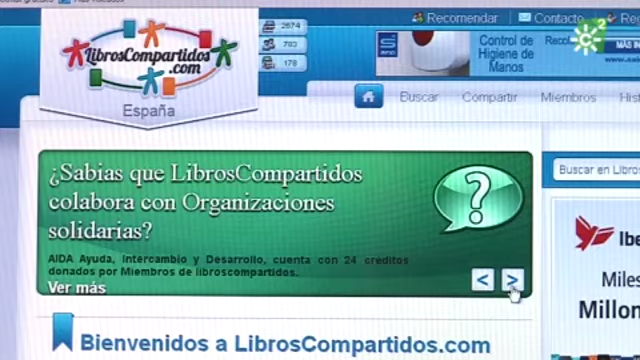 Recomendar
Contacto
2674
703
178
LibrosCompartidos
.com
España
Control de
Higiene de
Manos
2
Buscar
Compartir
Miembros
¿Sabias que LibrosCompartidos
colabora con Organizaciones
solidarias?
AIDA Ayuda, Intercambio y Desarrollo, cuenta con 24 creditos
donados por Miembros de libroscompartidos.
Ver más
< >
?
Buscar en Libros
Miles
Millon
Bienvenidos a LibrosCompartidos.com